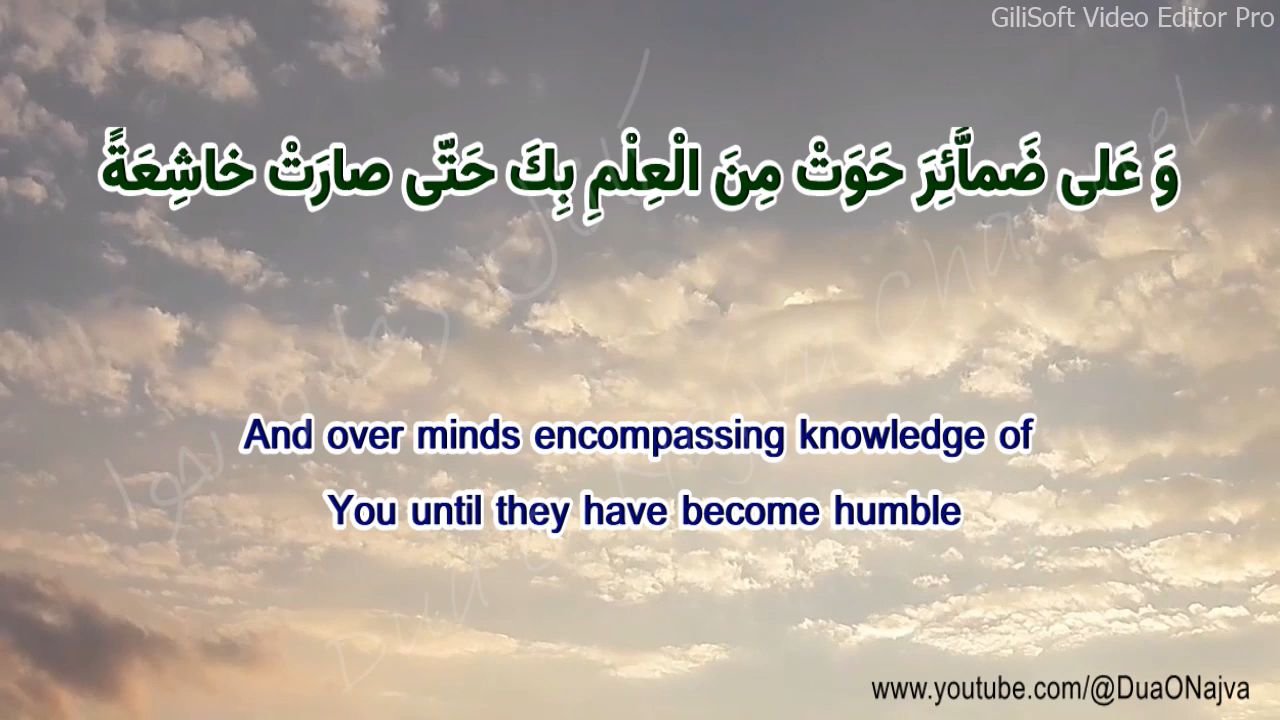 GiliSoft Video Editor Pro
وَ عَلى ضَمآَئِرَ حَوَتْ مِنَ الْعِلْمِ بِكَ حَتّى صارَتْ خاشِعَةً
And over minds encompassing knowledge of
You until they have become humble
www.youtube.com/@DuaONajva